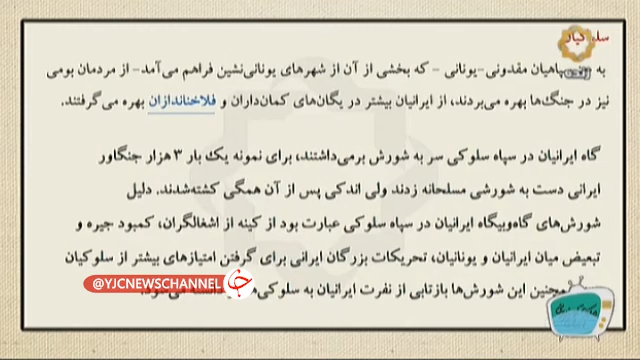 سلوکیان
به سپاهیان مقدونی-یونانی - که بخشی از آن از شهرهای یونانی‌نشین فراهم می‌آمد- از مردمان بومی
نیز در جنگ‌ها بهره می‌بردند، از ایرانیان بیشتر در یگان‌های کمان‌داران و فلاخن‌اندازان بهره می‌گرفتند.
گاه ایرانیان در سپاه سلوکی سر به شورش برمی‌داشتند، برای نمونه یک بار ۳ هزار جنگاور
ایرانی دست به شورشی مسلحانه زدند ولی اندکی پس از آن همگی کشته‌شدند. دلیل
شورش‌های گاه‌وبیگاه ایرانیان در سپاه سلوکی عبارت بود از کینه از اشغالگران، کمبود جیره و
تبعیض میان ایرانیان و یونانیان، تحریکات بزرگان ایرانی برای گرفتن امتیازهای بیشتر از سلوکیان
همچنین این شورش‌ها بازتابی از نفرت ایرانیان به سلوکی‌ها
@YJCNEWSCHANNEL